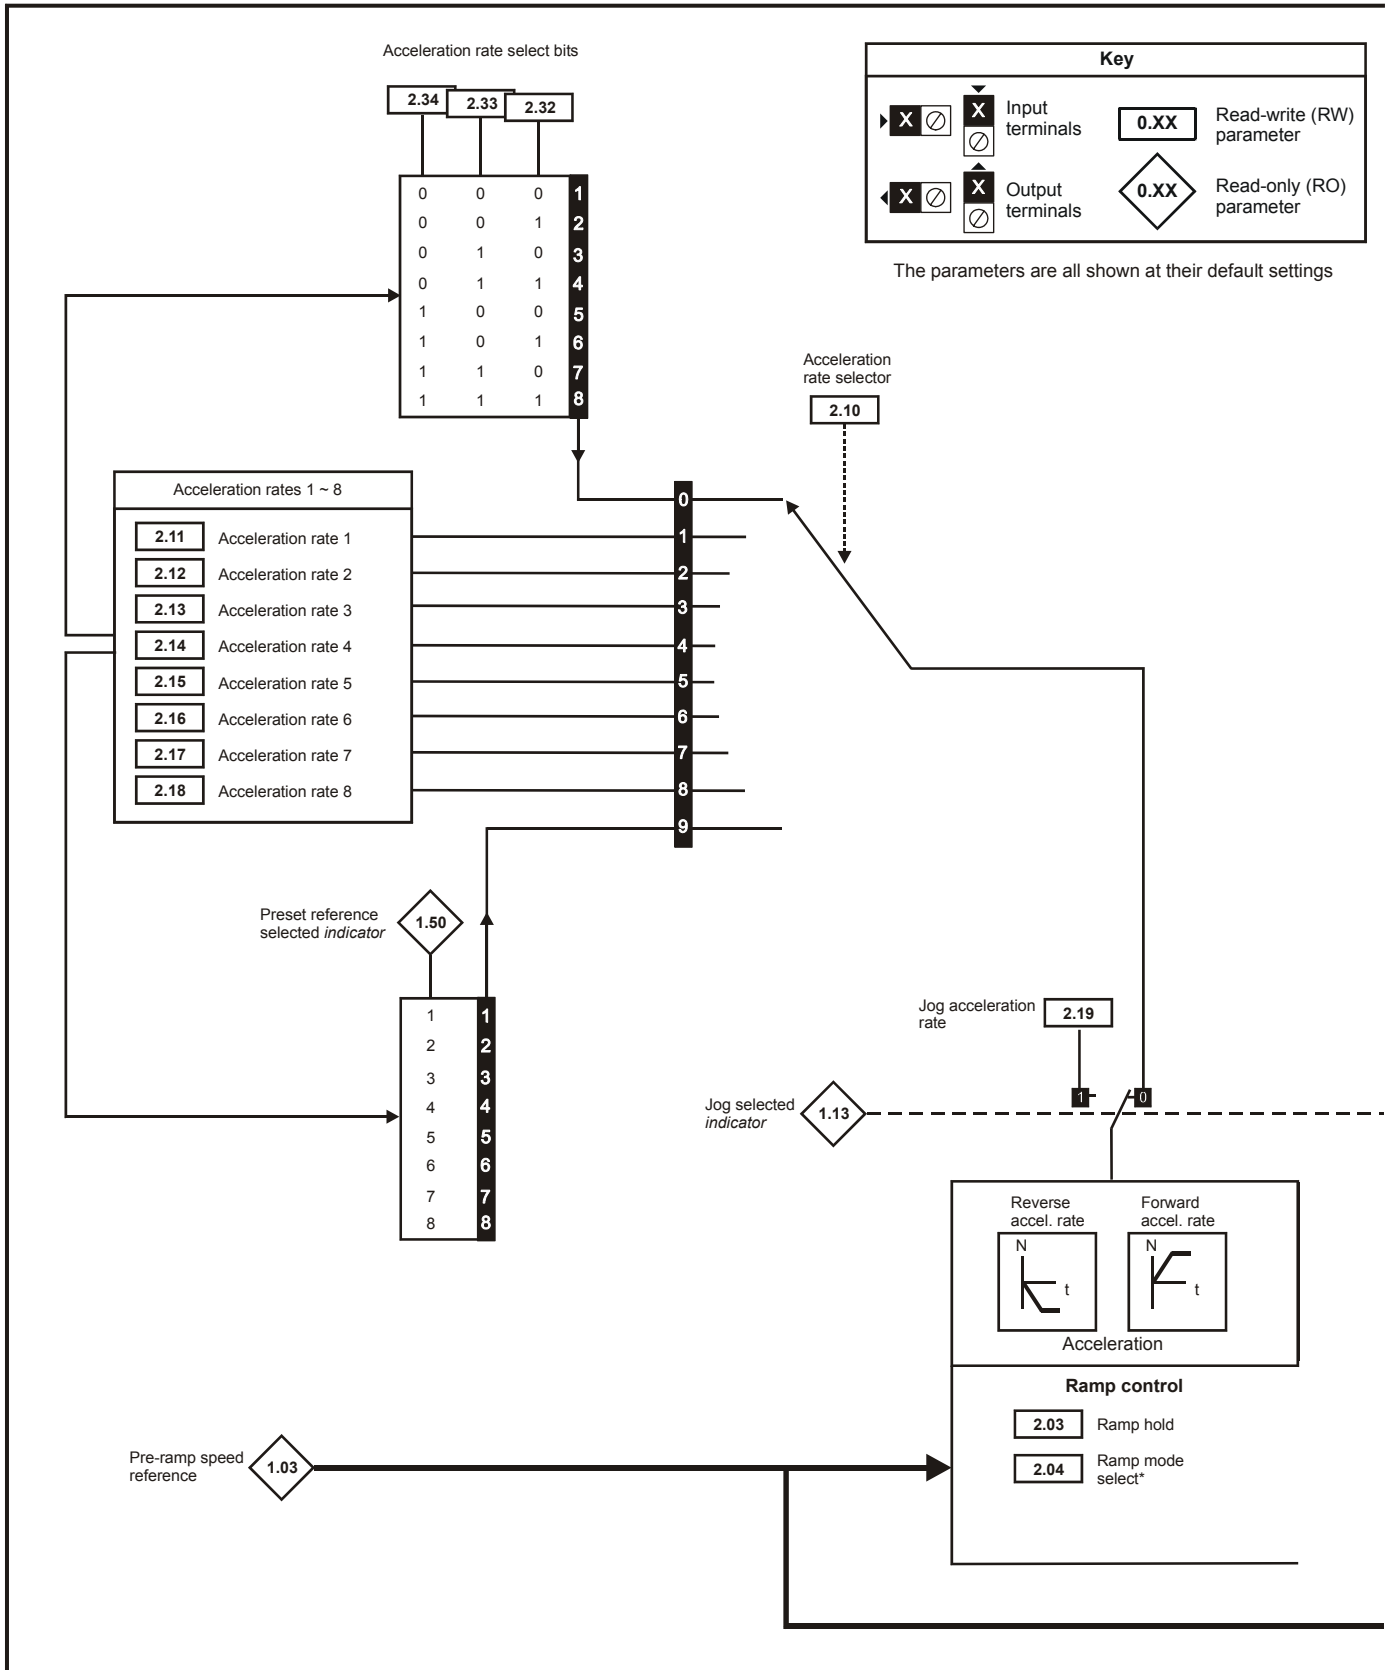 Acceleration rate select bits
2.34 2.33 2.32
0 0 0 1
0 0 1 2
0 1 0 3
0 1 1 4
1 0 0 5
1 0 1 6
1 1 0 7
1 1 1 8
Key
X X Input
terminals
0.XX Read-write (RW)
parameter
X X Output
terminals
0.XX Read-only (RO)
parameter
The parameters are all shown at their default settings
Acceleration
rate selector
2.10
Acceleration rates 1 ~ 8
2.11 Acceleration rate 1
2.12 Acceleration rate 2
2.13 Acceleration rate 3
2.14 Acceleration rate 4
2.15 Acceleration rate 5
2.16 Acceleration rate 6
2.17 Acceleration rate 7
2.18 Acceleration rate 8
0
1
2
3
4
5
6
7
8
9
Preset reference
selected indicator
1.50
1 1
2 2
3 3
4 4
5 5
6 6
7 7
8 8
Jog acceleration
rate
2.19
1 0
Jog selected
indicator
1.13
Reverse
accel. rate
N
t
Forward
accel. rate
N
t
Acceleration
Ramp control
2.03 Ramp hold
2.04 Ramp mode
select*
Pre-ramp speed
reference
1.03